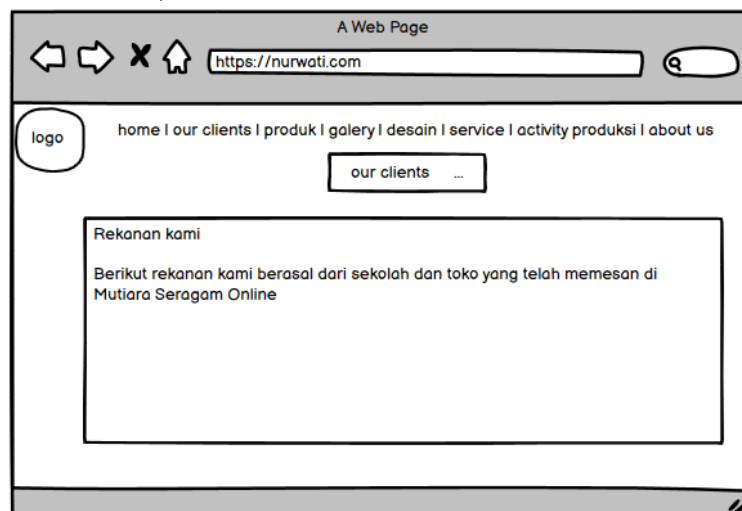 A Web Page
https://nurwati.com
logo
home I our clients I produk I galery I desain I service I activity produksi I about us
our clients ...
Rekanan kami
Berikut rekanan kami berasal dari sekolah dan toko yang telah memesan di
Mutiara Seragam Online